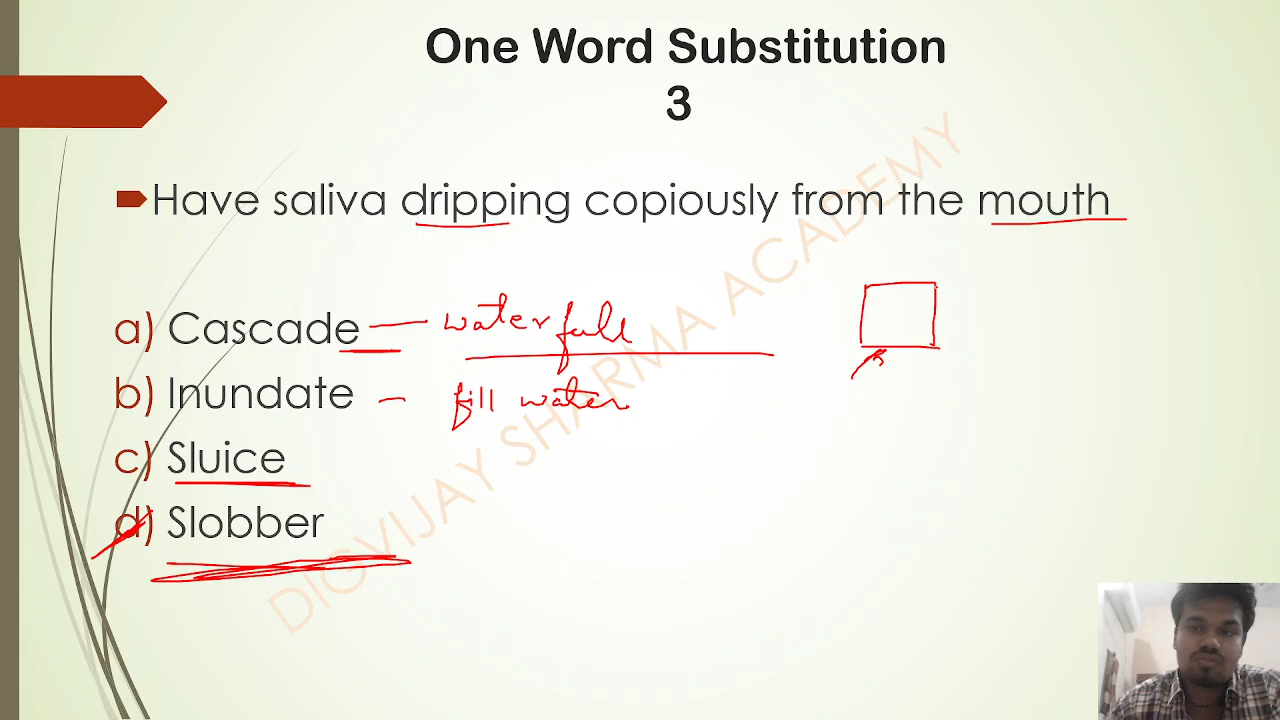 One Word Substitution
3
Have saliva dripping copiously from the mouth
a) Cascade — waterfall
b) Inundate – fill water
c) Sluice
d) Slobber
DIGVIJAY SHARMA ACADEMY